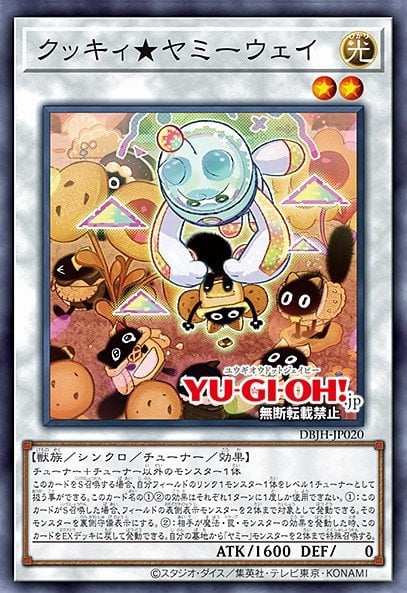 クッキィ★ヤミーウェイ
ひかり
光
ユウギオウドットジェイピー
YU-GI-OH!.jp
無断転載禁止
DBJH-JP020
【獣族／シンクロ／チューナー／効果】
チューナー＋チューナー以外のモンスター１体
このカードをS召喚する場合、自分フィールドのリンク１モンスター１体をレベル１チューナーとして
扱う事ができる。このカード名の①②の効果はそれぞれ１ターンに１度しか使用できない。①：この
カードがS召喚した場合、フィールドの表側表示モンスターを２体まで対象として発動できる。その
モンスターを裏側守備表示にする。②：相手が魔法・罠・モンスターの効果を発動した時、この
カードをEXデッキに戻して発動できる。自分の墓地から「ヤミー」モンスターを２体まで特殊召喚する。
ATK/1600 DEF/ 0
©スタジオ・ダイス／集英社・テレビ東京・KONAMI